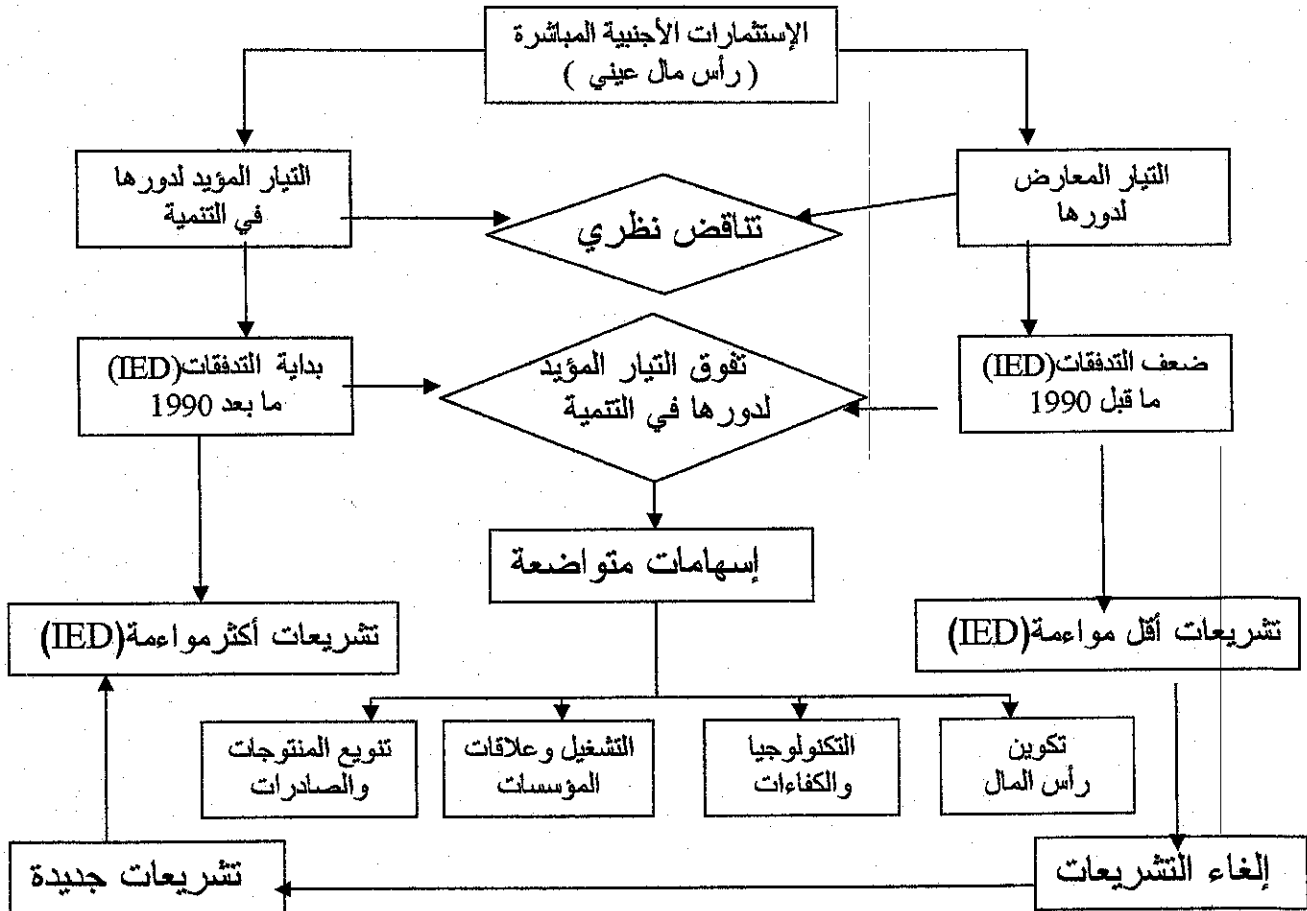 الإستثمارات الأجنبية المباشرة
( رأس مال عيني )
التيار المعارض
لدورها
التيار المؤيد لدورها
في التنمية
تناقض نظري
ضعف التدفقات(IED)
ما قبل 1990
تفوق التيار المؤيد
لدورها في التنمية
بداية التدفقات(IED)
ما بعد 1990
إسهامات متواضعة
تشريعات أقل مواءمة(IED)
تشريعات أكثرمواءمة(IED)
تكوين
رأس المال
التكنولوجيا
والكفاءات
التشغيل وعلاقات
المؤسسات
تنويع المنتوجات
والصادرات
إلغاء التشريعات
تشريعات جديدة